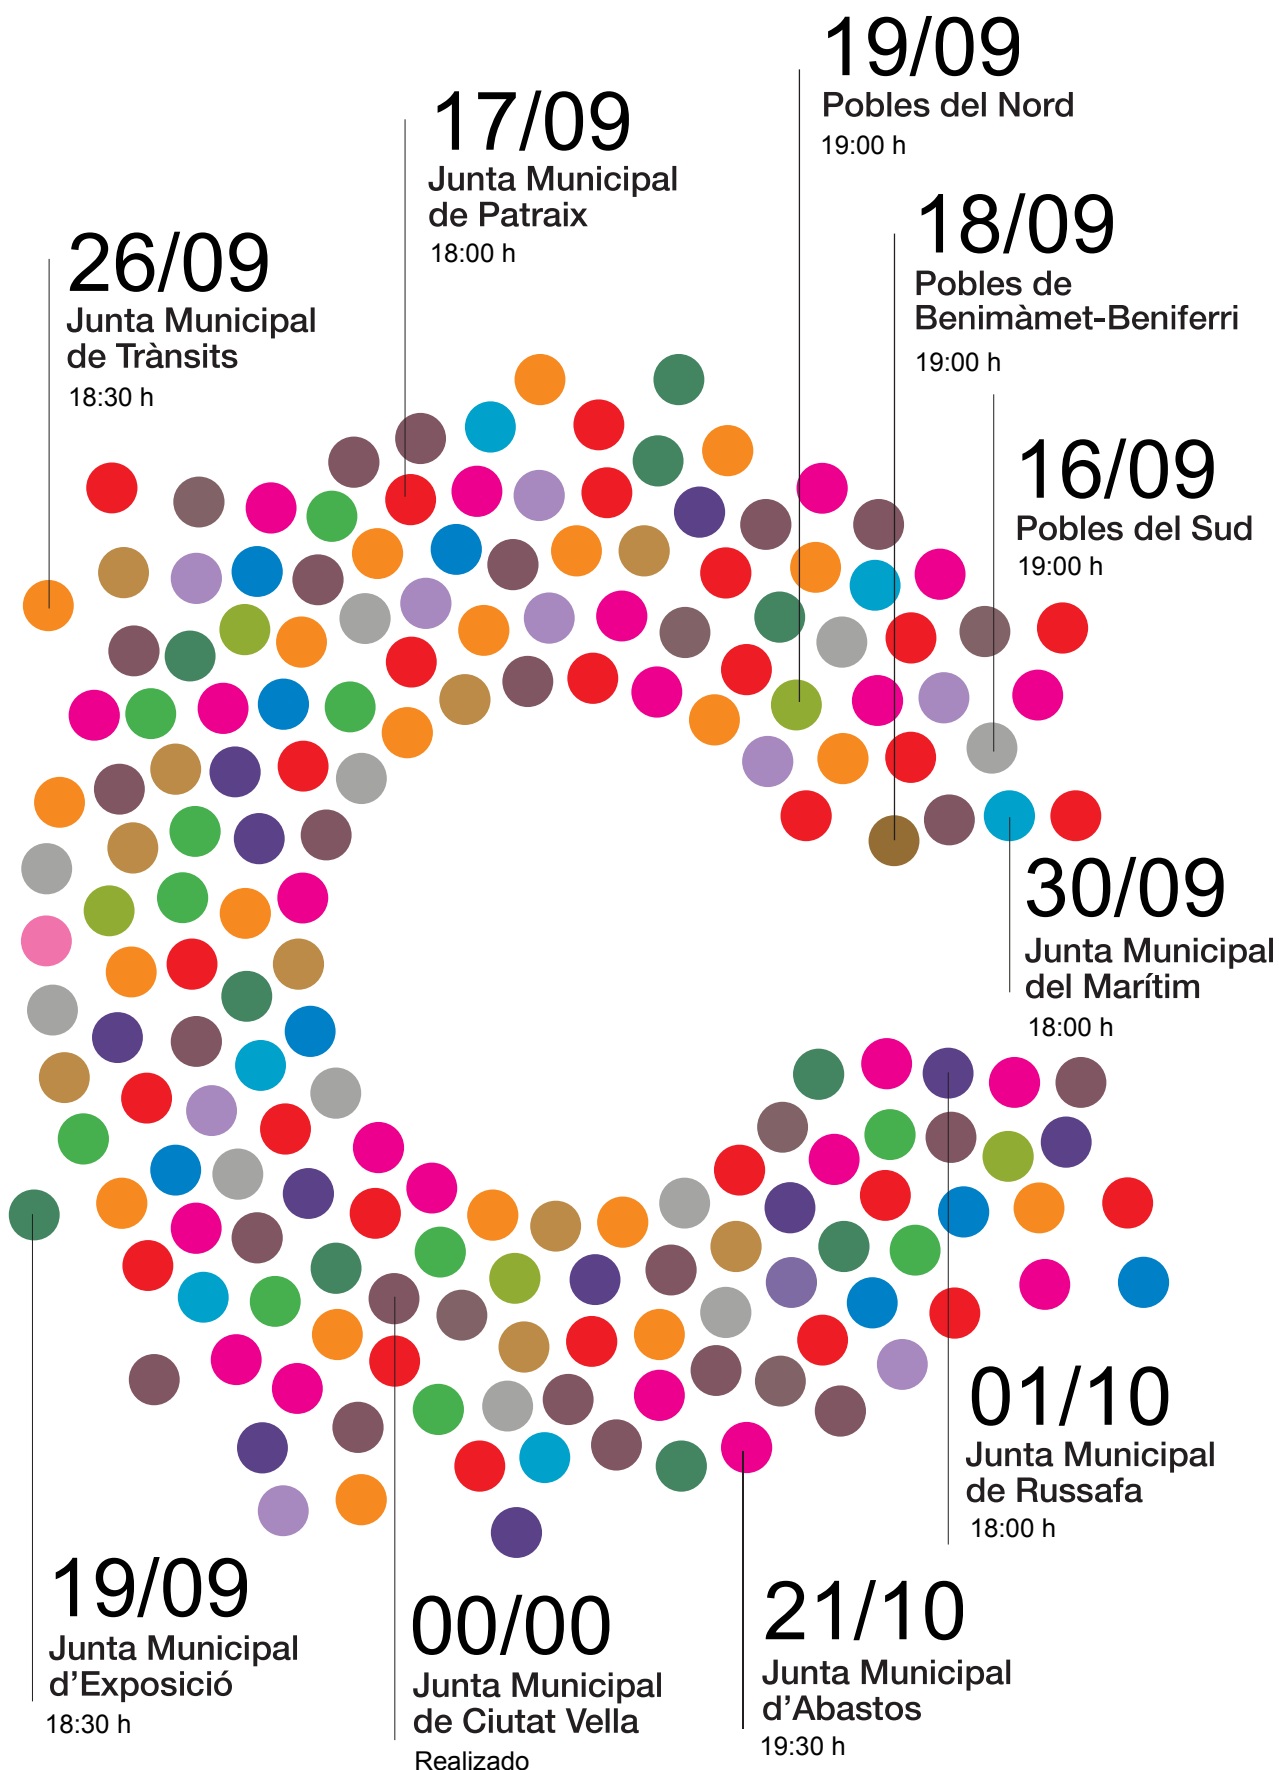 19/09
Pobles del Nord
19:00 h
17/09
Junta Municipal
de Patraix
18:00 h
18/09
Pobles de
Benimàmet-Beniferri
19:00 h
26/09
Junta Municipal
de Trànsits
18:30 h
16/09
Pobles del Sud
19:00 h
30/09
Junta Municipal
del Marítim
18:00 h
01/10
Junta Municipal
de Russafa
18:00 h
19/09
Junta Municipal
d’Exposició
18:30 h
00/00
Junta Municipal
de Ciutat Vella
Realizado
21/10
Junta Municipal
d’Abastos
19:30 h